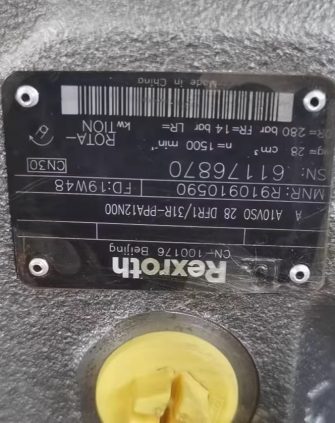 Rexroth
CN-100176 Beijing
A A10VSO 28 DFR1/31R-PPA12N00
MNR: R910910590 FD: 19W48
SN: 61176870 CN30
Vg= 28 cm³ n= 1500 min⁻¹
= 280 bar FR= 14 bar LR=
kW
ROTA-
TION
Made in China